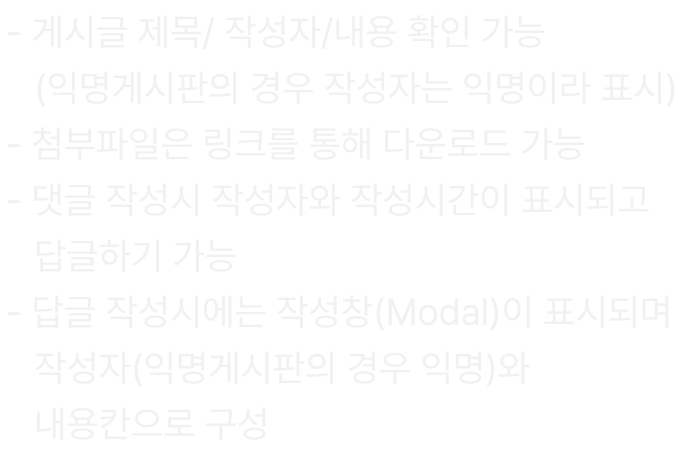 - 게시글 제목/ 작성자/내용 확인 가능
(익명게시판의 경우 작성자는 익명이라 표시)
- 첨부파일은 링크를 통해 다운로드 가능
- 댓글 작성시 작성자와 작성시간이 표시되고
답글하기 가능
- 답글 작성시에는 작성창(Modal)이 표시되며
작성자(익명게시판의 경우 익명)와
내용칸으로 구성